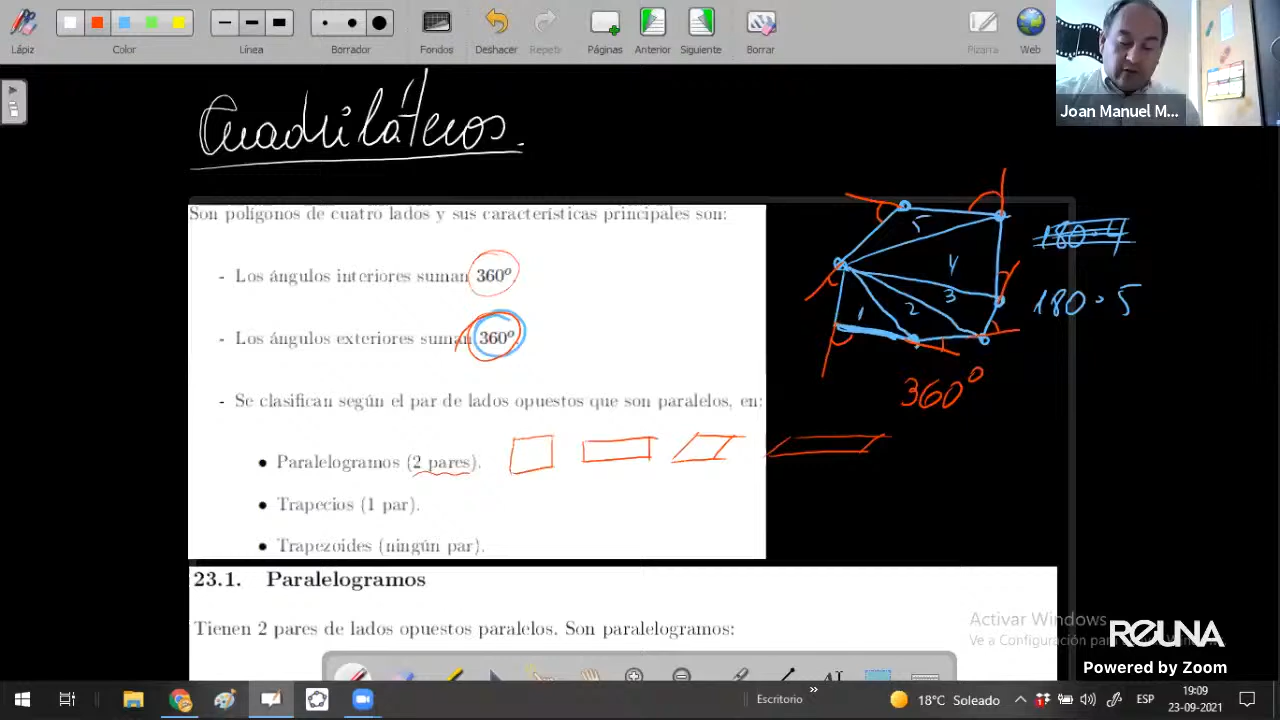 Lápiz
Color
Línea
Borrador
Fondos
Deshacer
Repetir
Páginas
Anterior
Siguiente
Borrar
Pizarra
Web
Joan Manuel M...
Cuadriláteros
Son polígonos de cuatro lados y sus características principales son:
- Los ángulos interiores suman 360º
- Los ángulos exteriores suman 360º
- Se clasifican según el par de lados opuestos que son paralelos, en:
• Paralelogramos (2 pares).
• Trapecios (1 par).
• Trapezoides (ningún par).
5
4
3
2
1
180·4
180·5
360º
23.1. Paralelogramos
Tienen 2 pares de lados opuestos paralelos. Son paralelogramos:
Activar Windows
Ve a Configuración para
REUNA
Powered by Zoom
Escritorio
»
18°C Soleado
ESP
19:09
23-09-2021